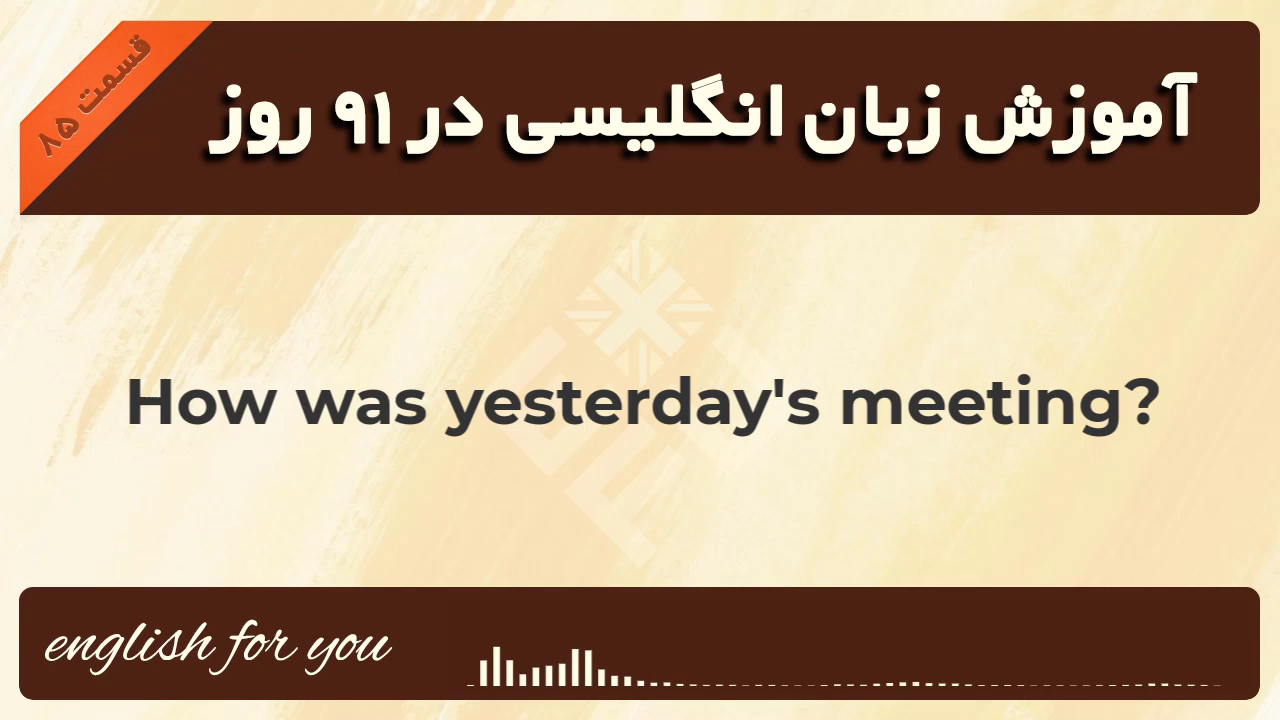 قسمت ۸۵
آموزش زبان انگلیسی در ۹۱ روز
How was yesterday's meeting?
english for you